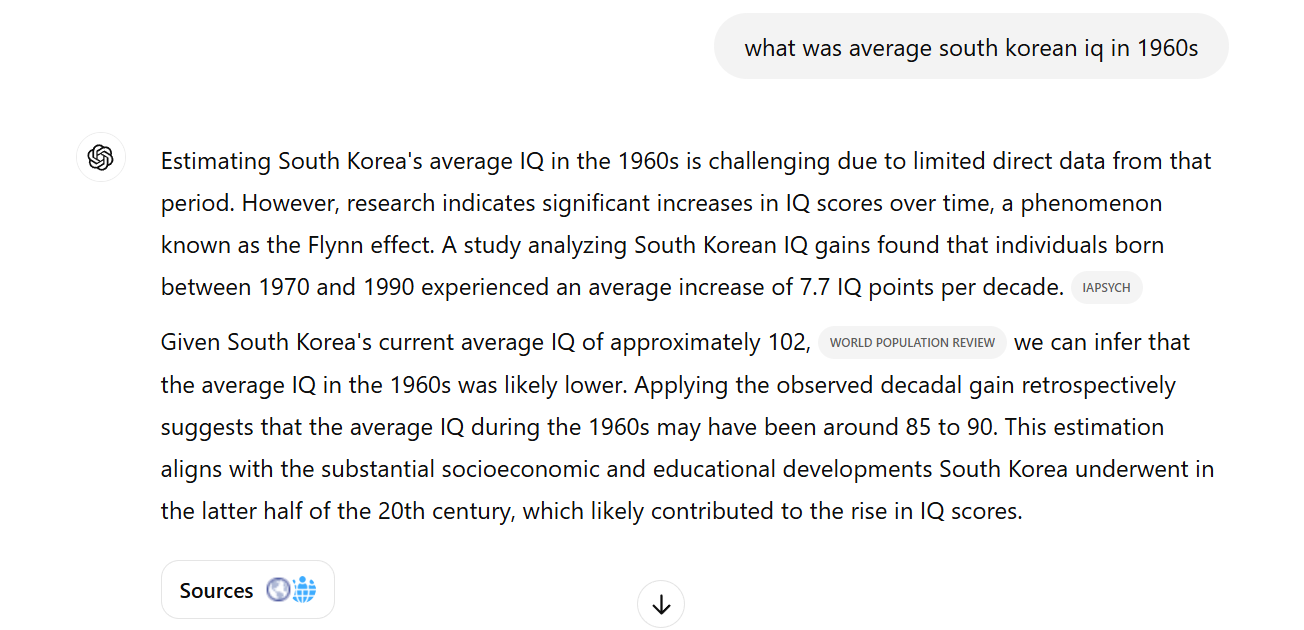 what was average south korean iq in 1960s
Estimating South Korea's average IQ in the 1960s is challenging due to limited direct data from that
period. However, research indicates significant increases in IQ scores over time, a phenomenon
known as the Flynn effect. A study analyzing South Korean IQ gains found that individuals born
between 1970 and 1990 experienced an average increase of 7.7 IQ points per decade. IAPSYCH
Given South Korea's current average IQ of approximately 102, WORLD POPULATION REVIEW we can infer that
the average IQ in the 1960s was likely lower. Applying the observed decadal gain retrospectively
suggests that the average IQ during the 1960s may have been around 85 to 90. This estimation
aligns with the substantial socioeconomic and educational developments South Korea underwent in
the latter half of the 20th century, which likely contributed to the rise in IQ scores.
Sources